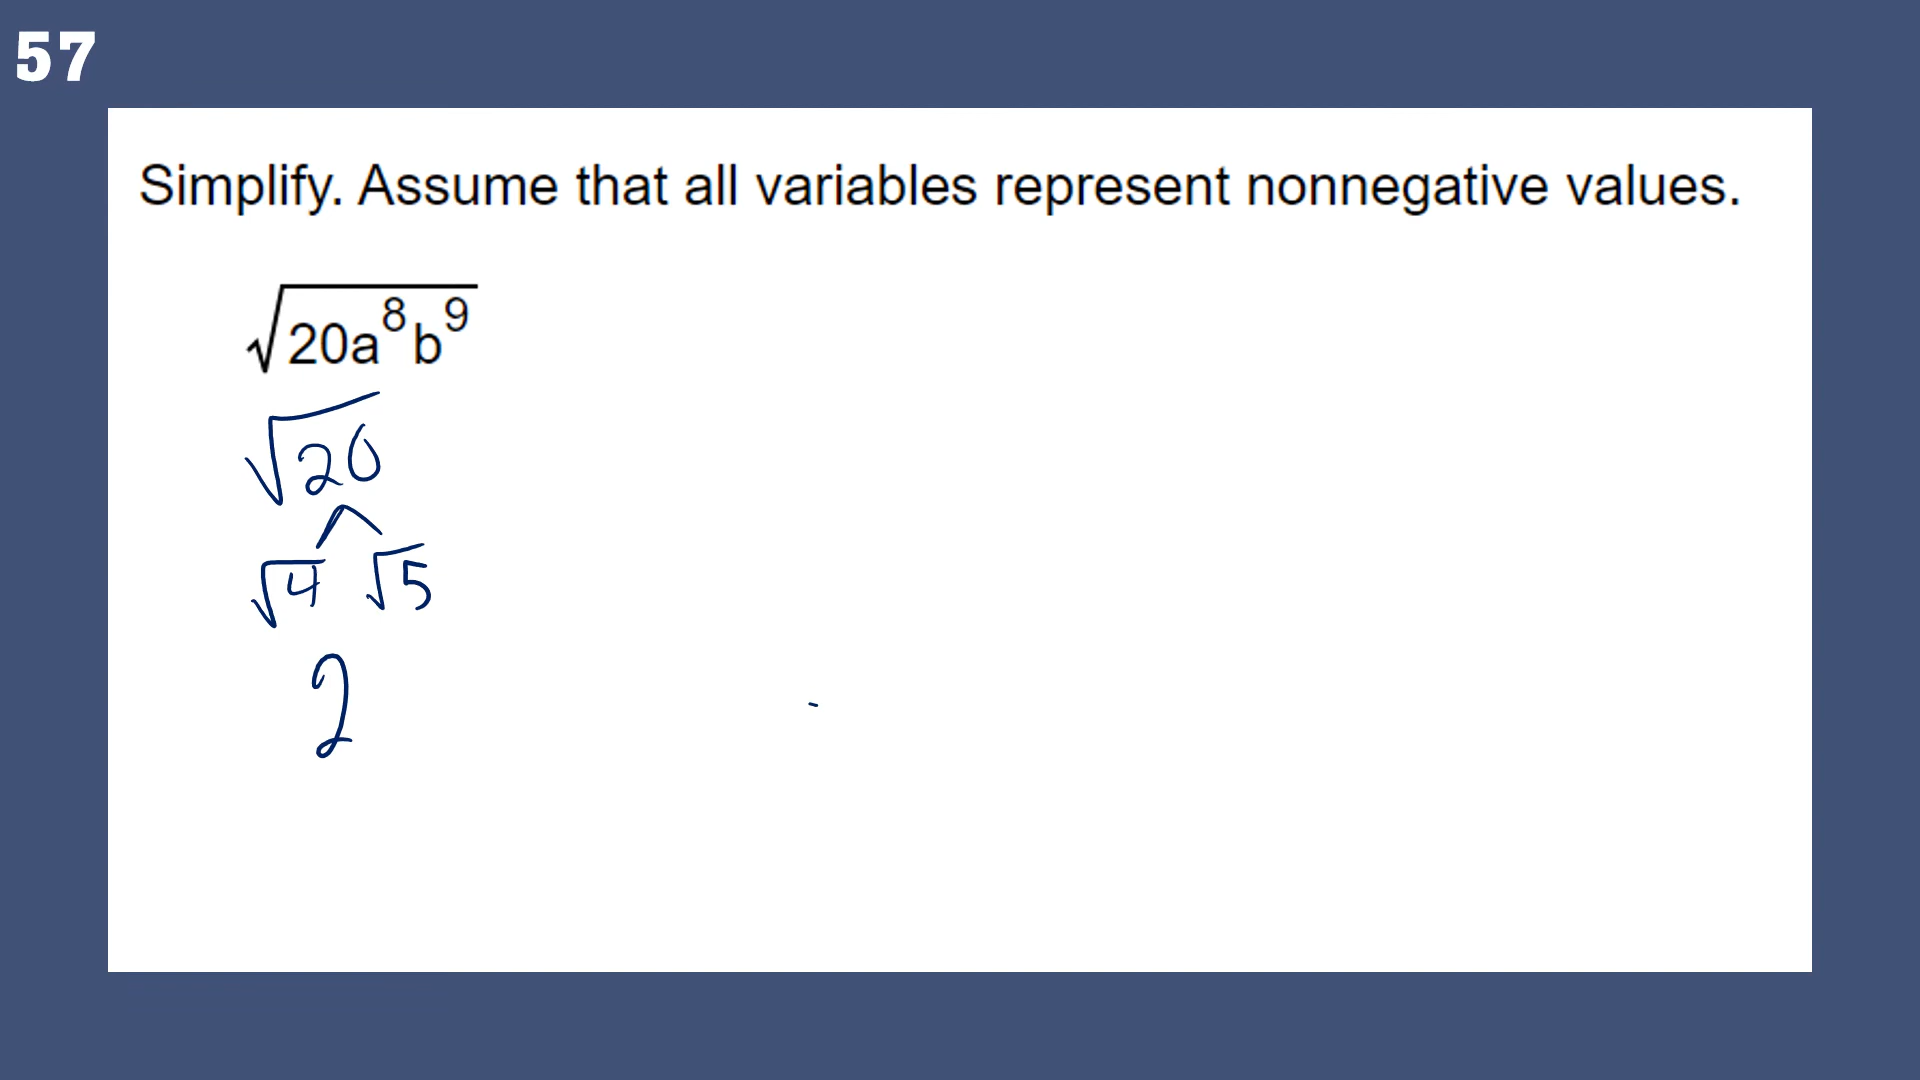 57
Simplify. Assume that all variables represent nonnegative values.
√20a⁸b⁹
√20
√4 √5
2